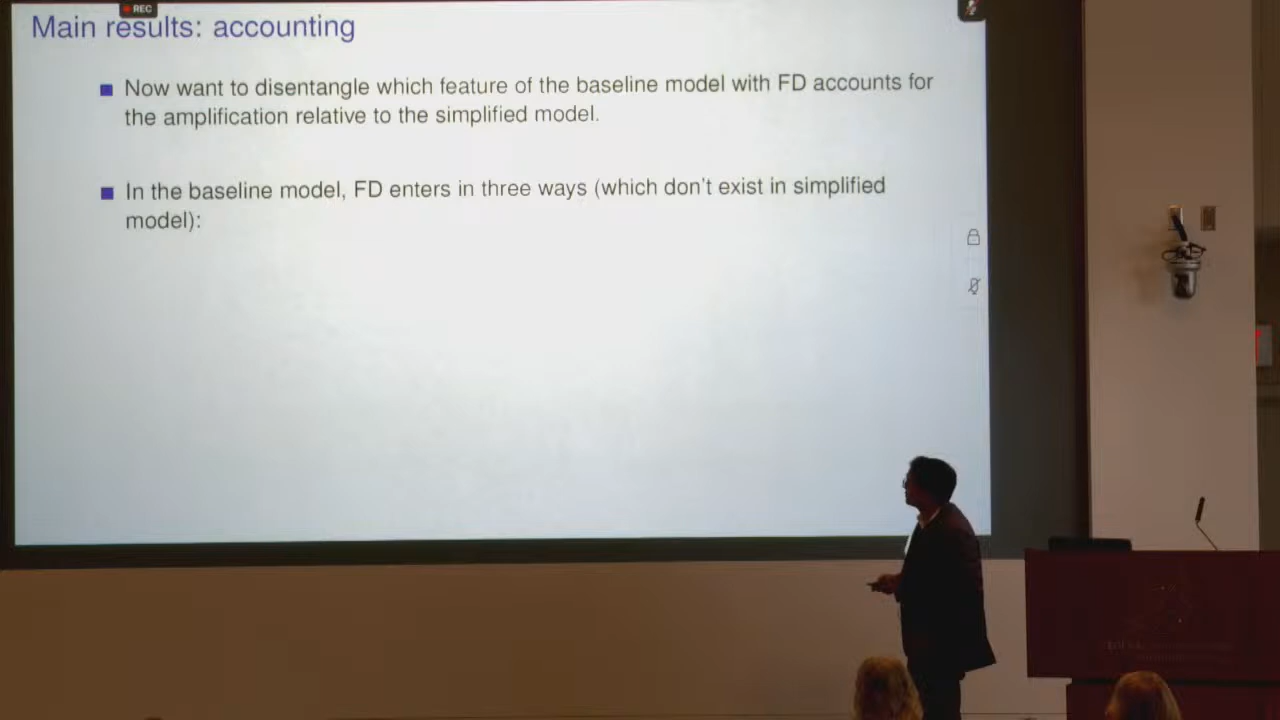 REC
Main results: accounting
Now want to disentangle which feature of the baseline model with FD accounts for
the amplification relative to the simplified model.
In the baseline model, FD enters in three ways (which don't exist in simplified
model):